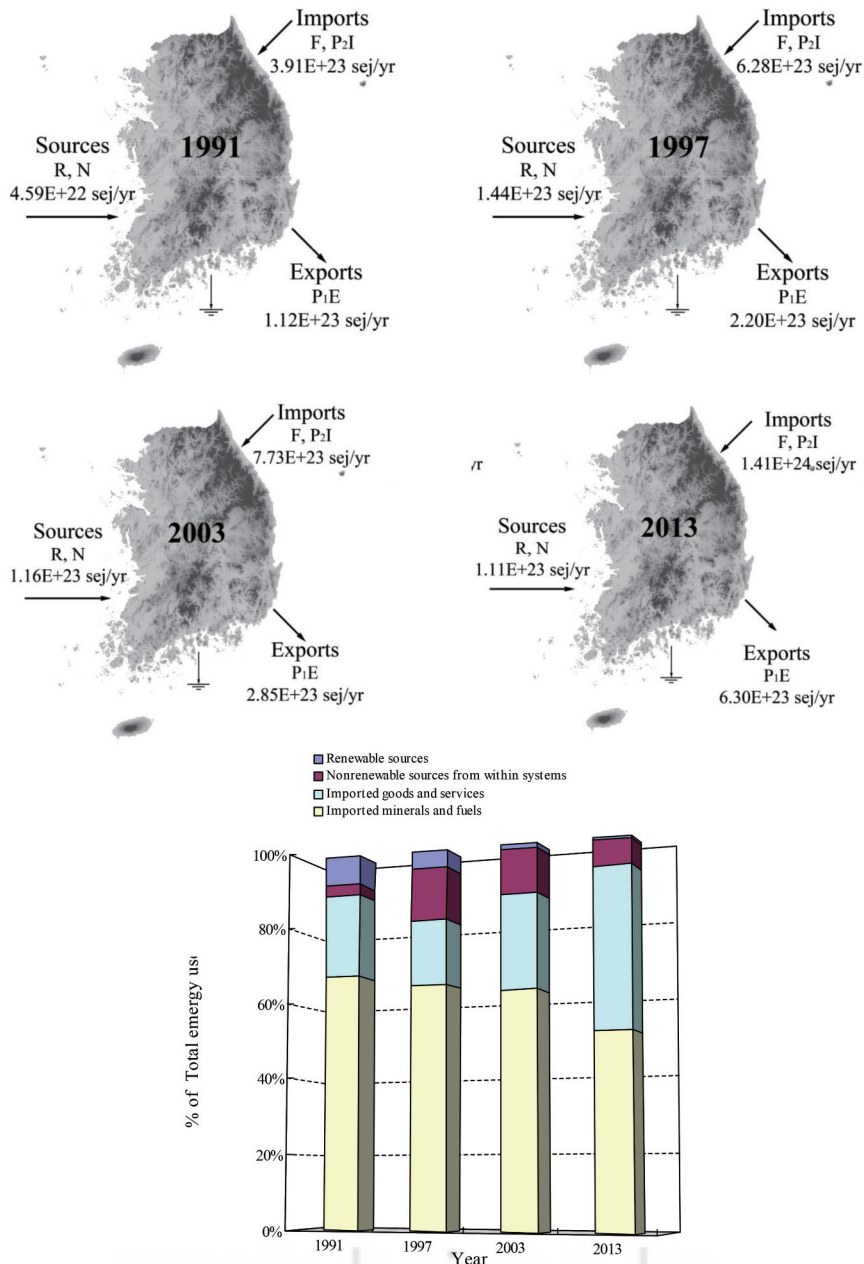 Imports
F, P₂I
3.91E+23 sej/yr
1991
Sources
R, N
4.59E+22 sej/yr
Exports
P₁E
1.12E+23 sej/yr
Imports
F, P₂I
6.28E+23 sej/yr
1997
Sources
R, N
1.44E+23 sej/yr
Exports
P₁E
2.20E+23 sej/yr
Imports
F, P₂I
7.73E+23 sej/yr
2003
Sources
R, N
1.16E+23 sej/yr
Exports
P₁E
2.85E+23 sej/yr
/yr
Imports
F, P₂I
1.41E+24 sej/yr
2013
Sources
R, N
1.11E+23 sej/yr
Exports
P₁E
6.30E+23 sej/yr
Renewable sources
Nonrenewable sources from within systems
Imported goods and services
Imported minerals and fuels
% of Total emergy use
100%
80%
60%
40%
20%
0%
1991 1997 2003 2013
Year